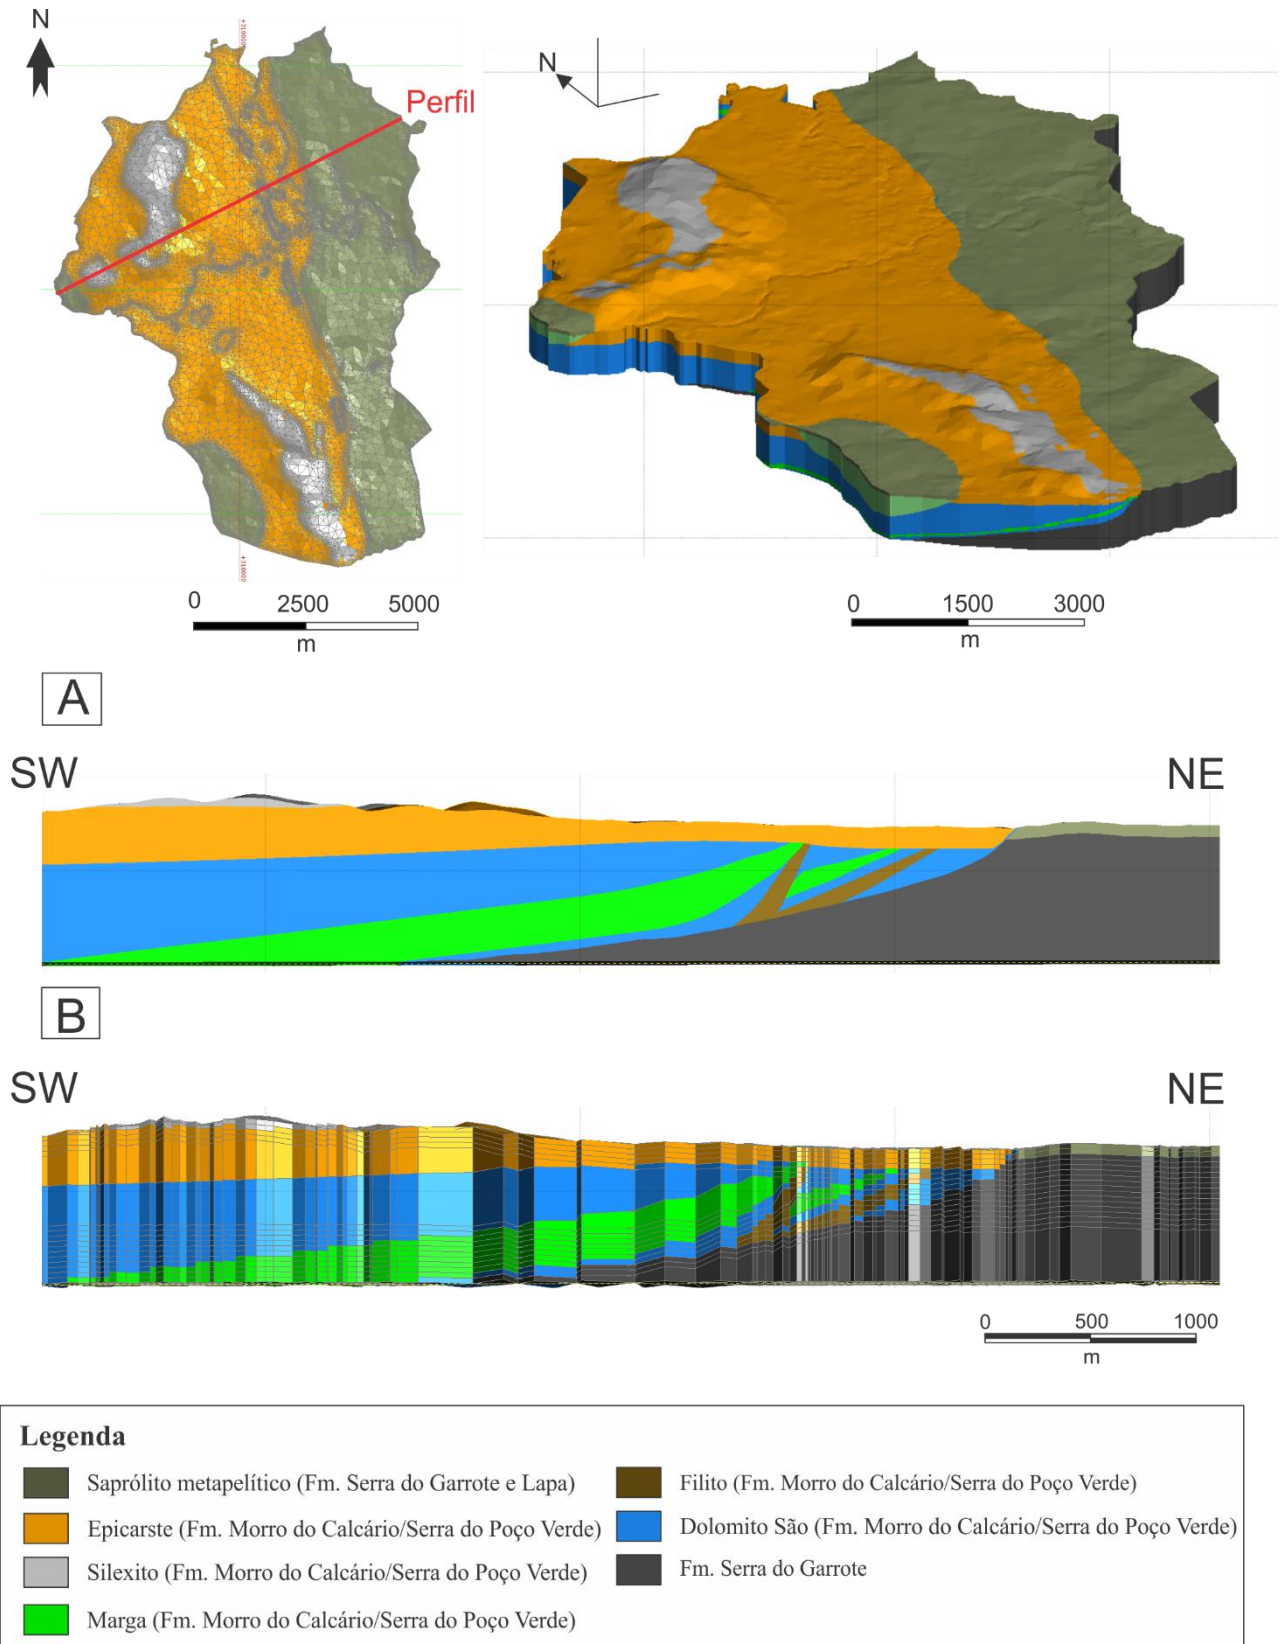 N
+310000
Perfil
N
+310000
0 2500 5000
m
0 1500 3000
m
A
SW NE
B
SW NE
0 500 1000
m
Legenda
Saprólito metapelítico (Fm. Serra do Garrote e Lapa)
Filito (Fm. Morro do Calcário/Serra do Poço Verde)
Epicarste (Fm. Morro do Calcário/Serra do Poço Verde)
Dolomito São (Fm. Morro do Calcário/Serra do Poço Verde)
Silexito (Fm. Morro do Calcário/Serra do Poço Verde)
Fm. Serra do Garrote
Marga (Fm. Morro do Calcário/Serra do Poço Verde)